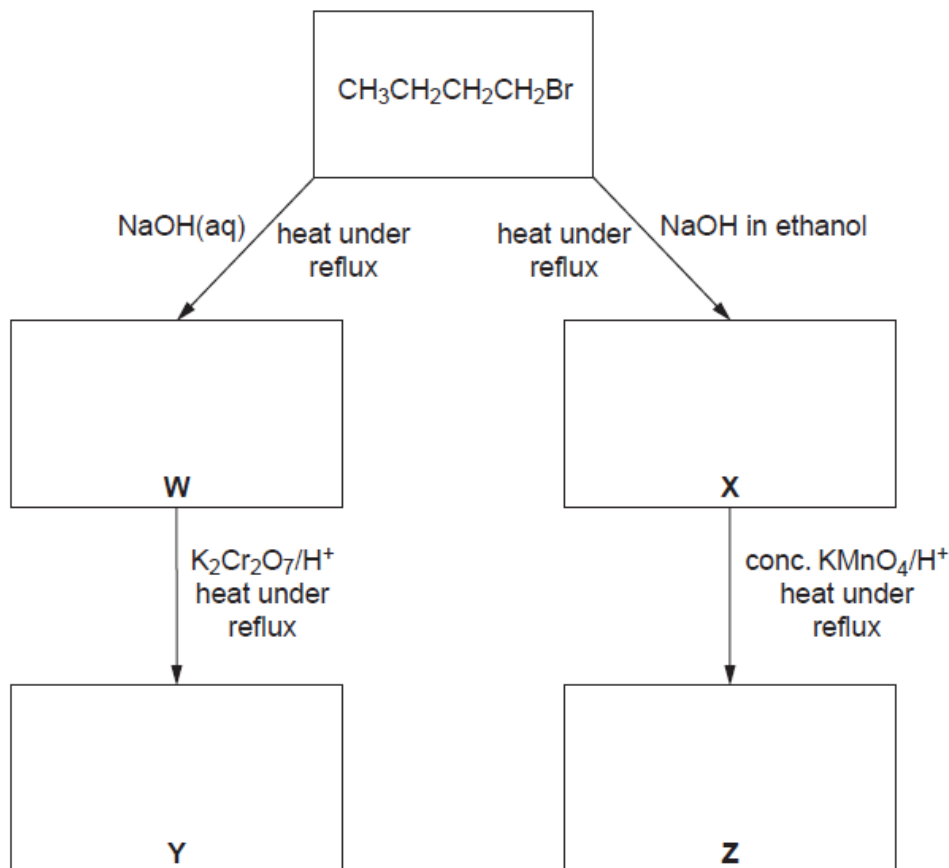 CH₃CH₂CH₂CH₂Br
NaOH(aq)
heat under
reflux
heat under
reflux
NaOH in ethanol
W
X
K₂Cr₂O₇/H⁺
heat under
reflux
conc. KMnO₄/H⁺
heat under
reflux
Y
Z